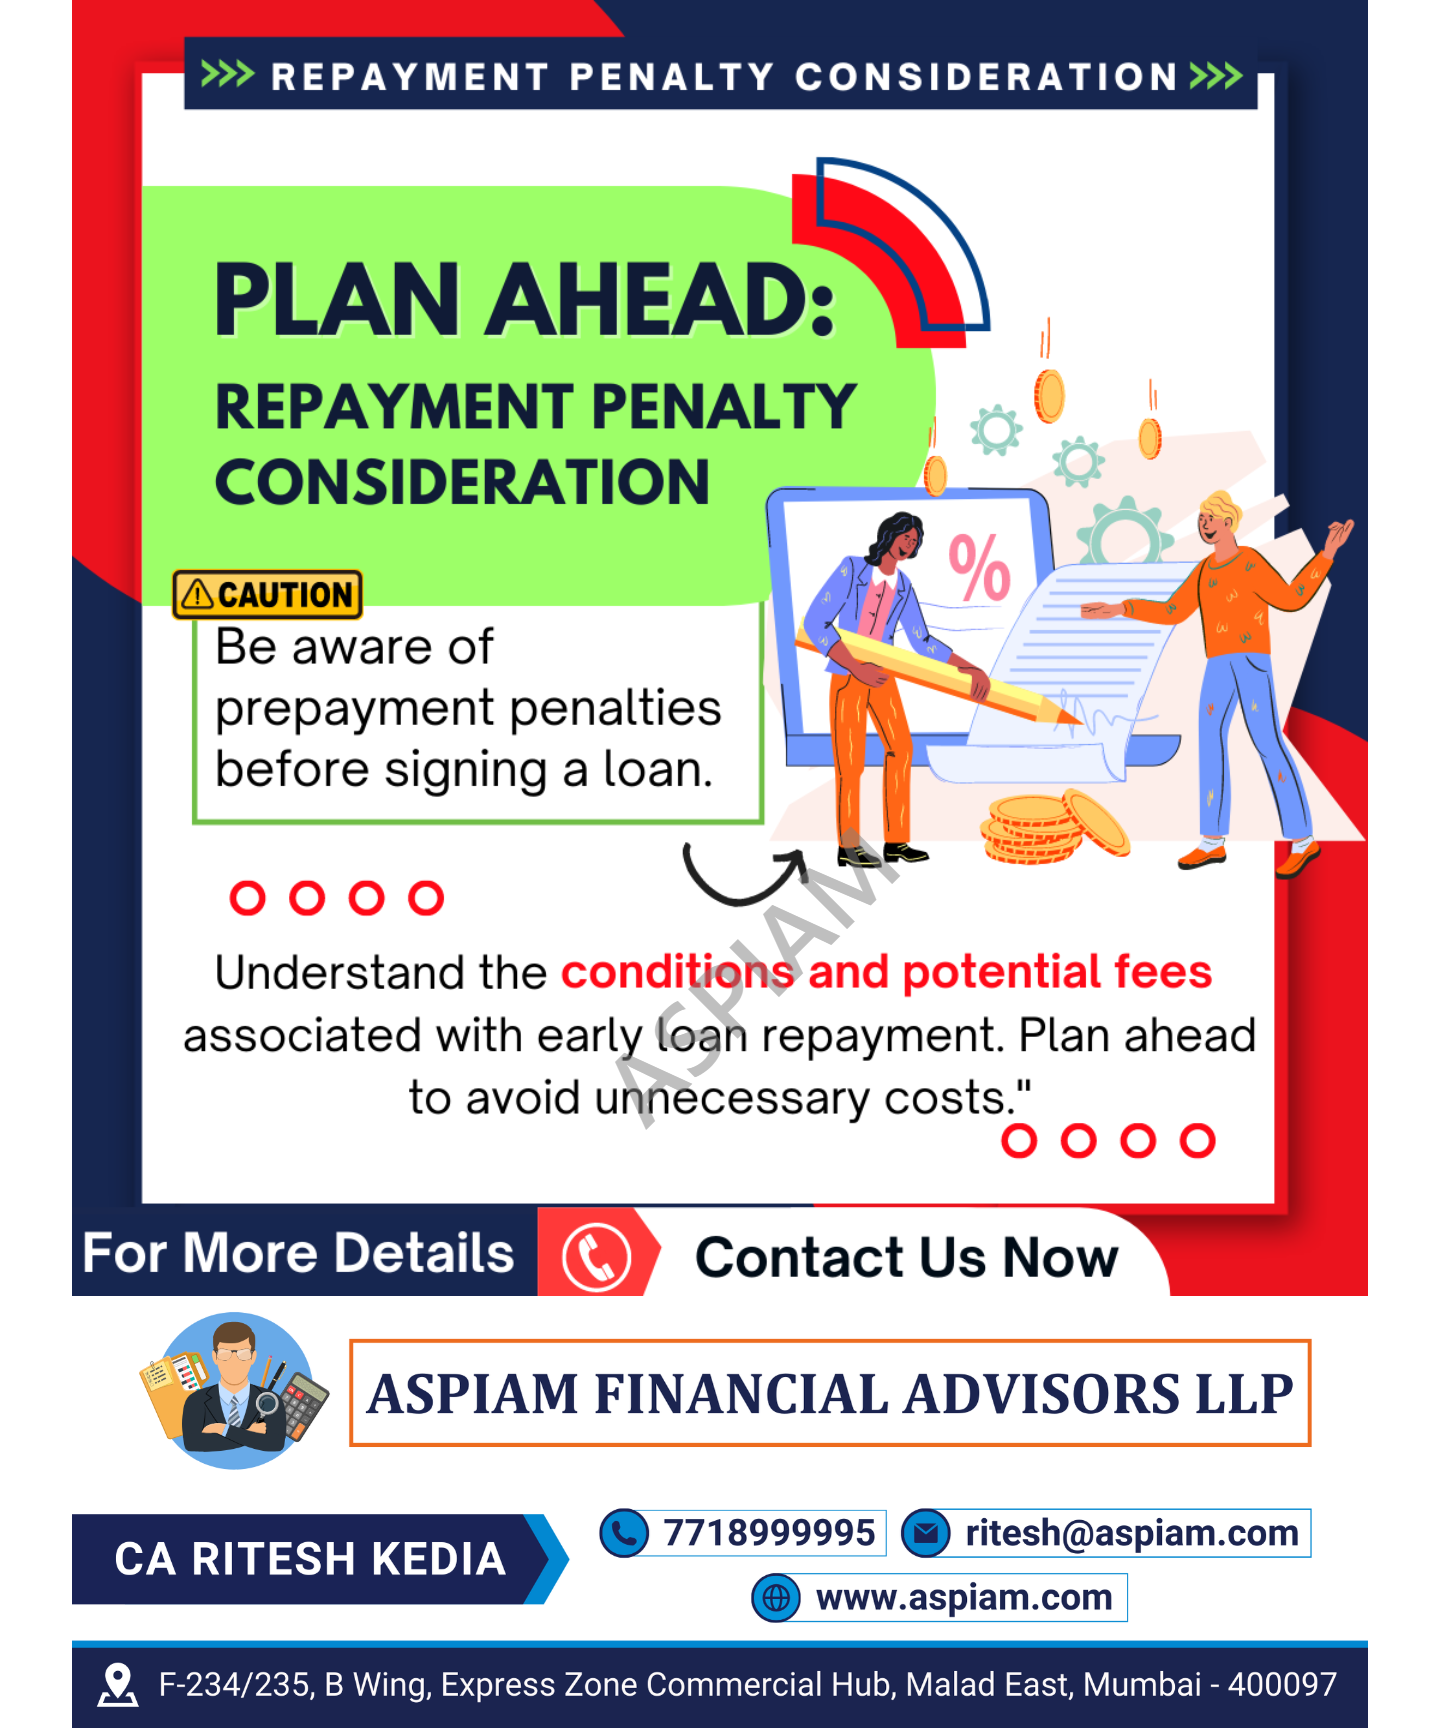 >>> REPAYMENT PENALTY CONSIDERATION >>>
PLAN AHEAD:
REPAYMENT PENALTY
CONSIDERATION
%
⚠ CAUTION
Be aware of
prepayment penalties
before signing a loan.
Understand the conditions and potential fees
associated with early loan repayment. Plan ahead
to avoid unnecessary costs."
ASPIAM
For More Details
Contact Us Now
ASPIAM FINANCIAL ADVISORS LLP
CA RITESH KEDIA
7718999995
ritesh@aspiam.com
www.aspiam.com
F-234/235, B Wing, Express Zone Commercial Hub, Malad East, Mumbai - 400097